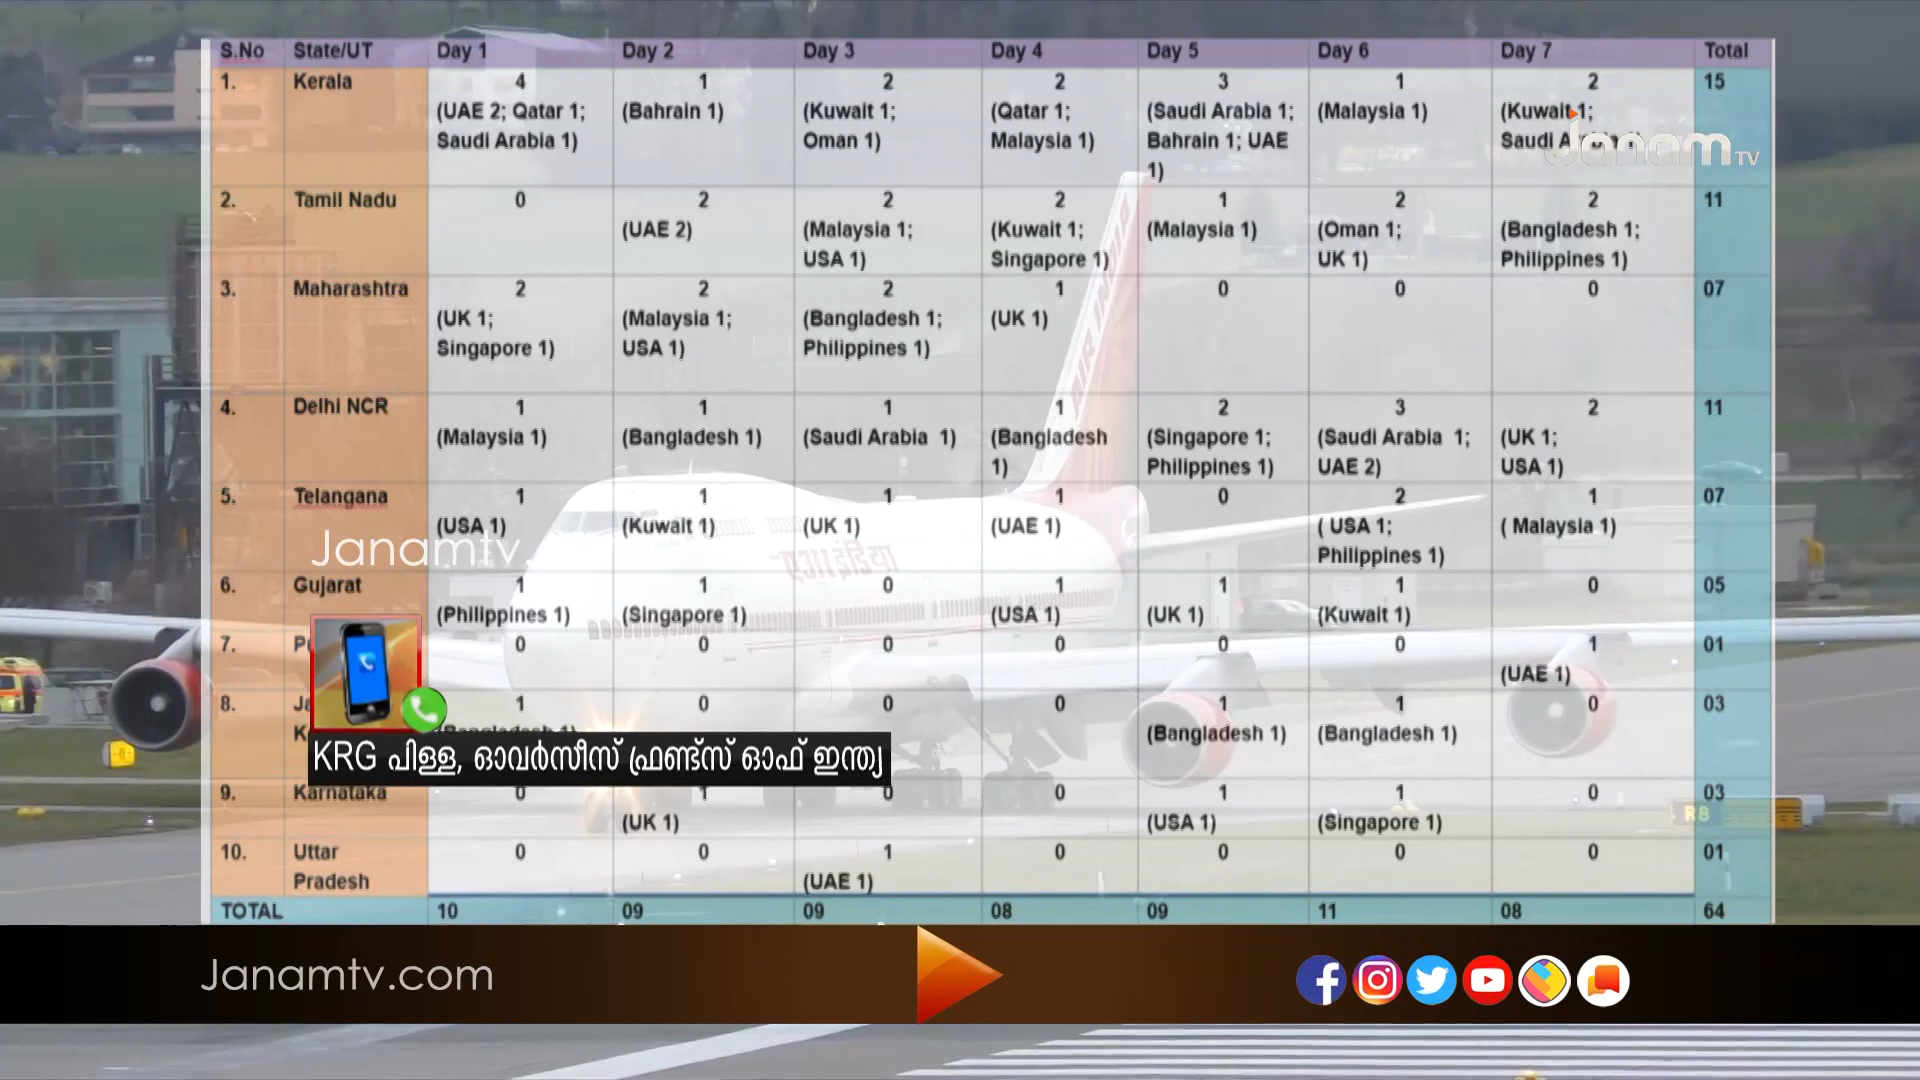 S.No State/UT Day 1 Day 2 Day 3 Day 4 Day 5 Day 6 Day 7 Total
1. Kerala 4 1 2 2 3 1 2 15
(UAE 2; Qatar 1; (Bahrain 1) (Kuwait 1; (Qatar 1; (Saudi Arabia 1; (Malaysia 1) (Kuwait 1;
Saudi Arabia 1) Oman 1) Malaysia 1) Bahrain 1; UAE Saudi
Janam TV
1)
2. Tamil Nadu 0 2 2 2 1 2 2 11
(UAE 2) (Malaysia 1; (Kuwait 1; (Malaysia 1) (Oman 1; (Bangladesh 1;
USA 1) Singapore 1) UK 1) Philippines 1)
3. Maharashtra 2 2 2 1 0 0 0 07
(UK 1; (Malaysia 1; (Bangladesh 1; (UK 1)
Singapore 1) USA 1) Philippines 1)
4. Delhi NCR 1 1 1 1 2 3 2 11
(Malaysia 1) (Bangladesh 1) (Saudi Arabia 1) (Bangladesh (Singapore 1; (Saudi Arabia 1; (UK 1;
1) Philippines 1) UAE 2) USA 1)
5. Telangana 1 1 1 1 0 2 1 07
(USA 1) (Kuwait 1) (UK 1) (UAE 1) ( USA 1; ( Malaysia 1)
Janamtv.
Philippines 1)
6. Gujarat 1 1 0 1 1 1 0 05
(Philippines 1) (Singapore 1) (USA 1) (UK 1) (Kuwait 1)
7. 0 0 0 0 0 0 1 01
(UAE 1)
8. 1 0 0 0 1 1 0 03
(Bangladesh 1) (Bangladesh 1) (Bangladesh 1)
KRG പിള്ള, ഓവർസീസ് ഫ്രണ്ട്സ് ഓഫ് ഇന്ത്യ
9. Karnataka 0 1 0 0 1 1 0 03
(UK 1) (USA 1) (Singapore 1)
R8
10. Uttar 0 0 1 0 0 0 0 01
Pradesh (UAE 1)
TOTAL 10 09 09 08 09 11 08 64
Janamtv.com